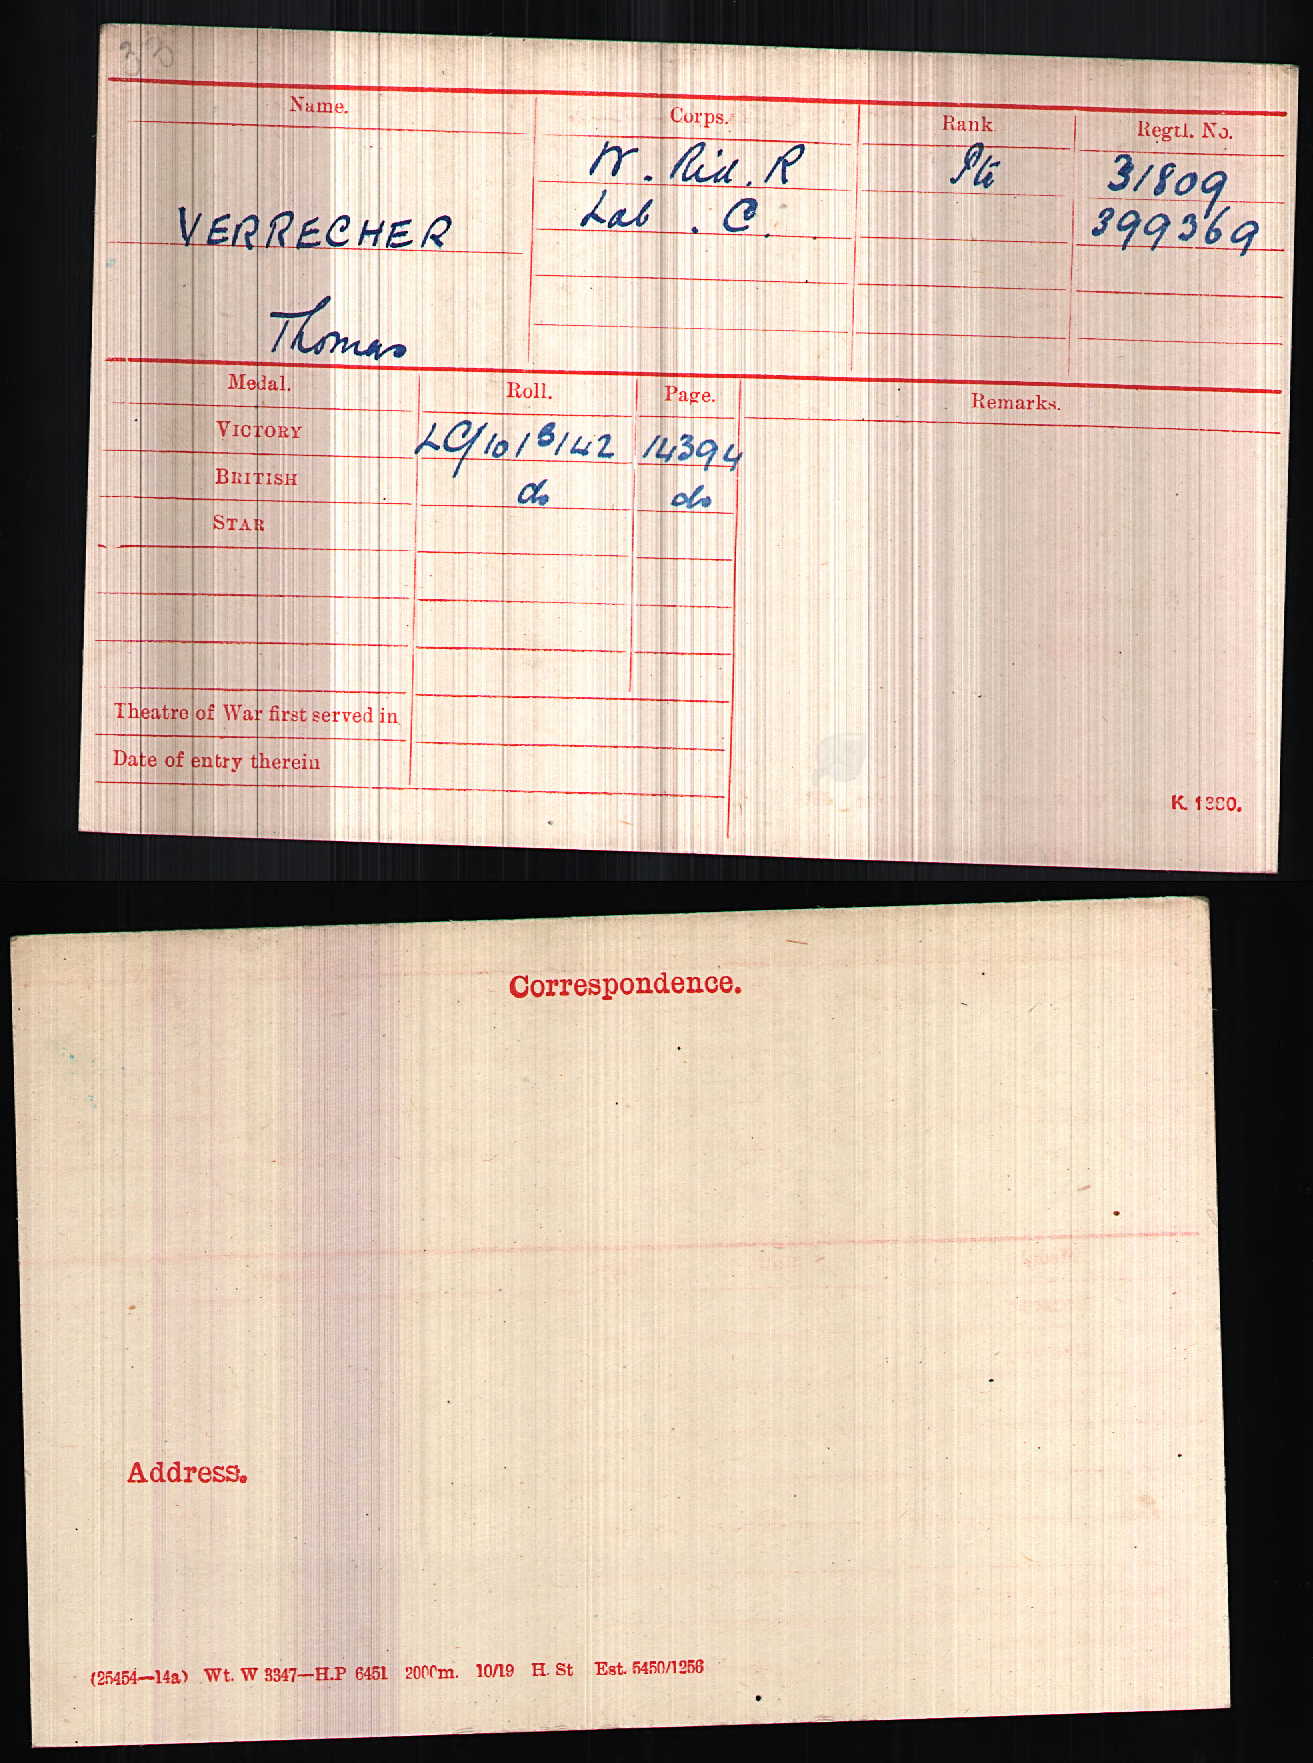 33
Name. Corps. Rank Regtl. No.
W. Rid. R Pte 31809
VERRECHER Lab. C. 399369
Thomas
Medal. Roll. Page. Remarks.
VICTORY LC/101B142 14394
BRITISH do do
STAR
Theatre of War first served in
Date of entry therein
K. 1380.
Correspondence.
Address.
(25454—14a) Wt. W 3347—H.P 6451 2000m. 10/19 H. St Est. 5450/1256